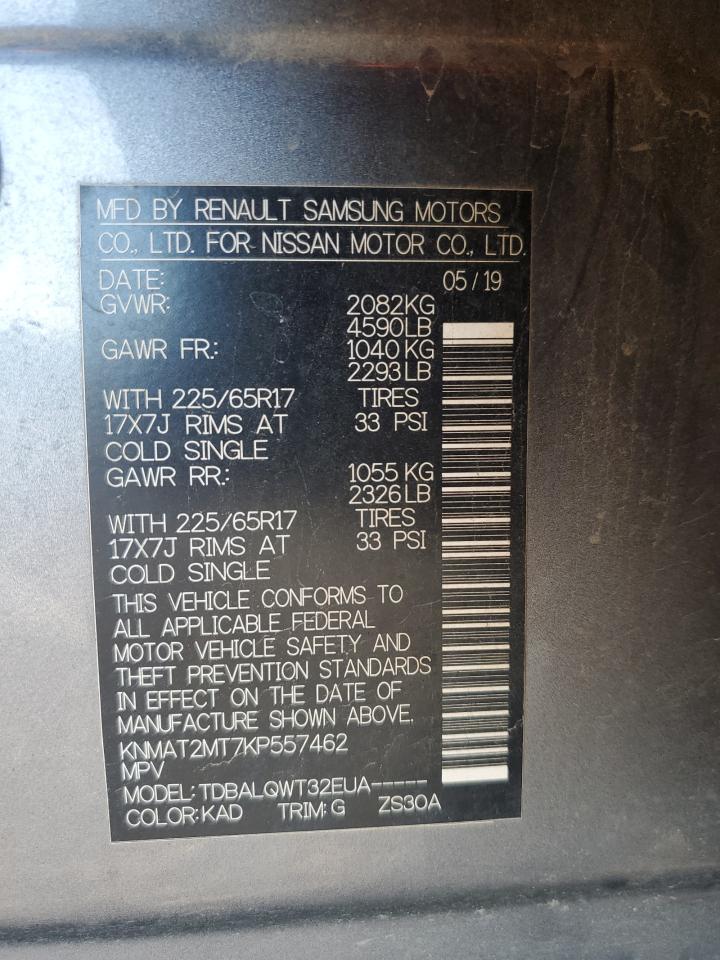 MFD BY RENAULT SAMSUNG MOTORS
CO., LTD. FOR NISSAN MOTOR CO., LTD.
DATE: 05 / 19
GVWR: 2082KG
4590LB
GAWR FR.: 1040 KG
2293LB
WITH 225/65R17 TIRES
17X7J RIMS AT 33 PSI
COLD SINGLE
GAWR RR.: 1055 KG
2326LB
WITH 225/65R17 TIRES
17X7J RIMS AT 33 PSI
COLD SINGLE
THIS VEHICLE CONFORMS TO
ALL APPLICABLE FEDERAL
MOTOR VEHICLE SAFETY AND
THEFT PREVENTION STANDARDS
IN EFFECT ON THE DATE OF
MANUFACTURE SHOWN ABOVE.
KNMAT2MT7KP557462
MPV
MODEL: TDBALQWT32EUA-----
COLOR: KAD TRIM: G ZS30A